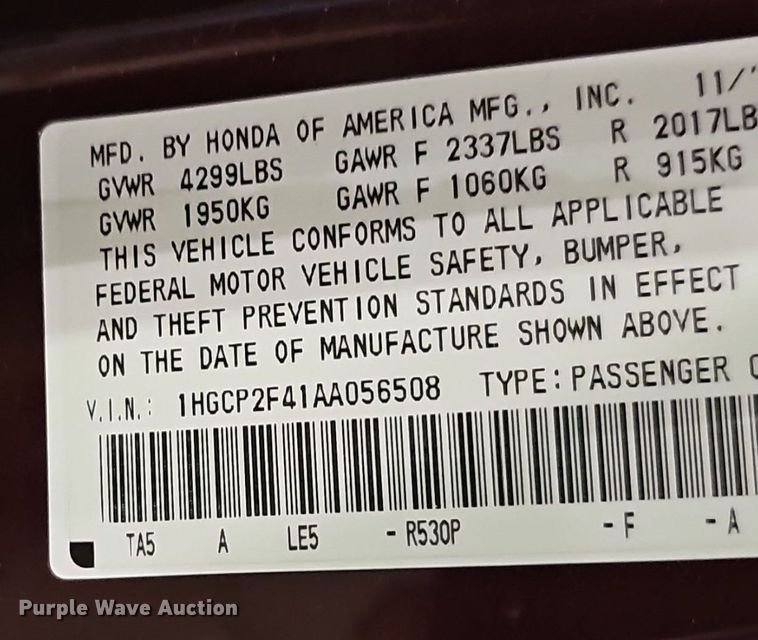 MFD. BY HONDA OF AMERICA MFG., INC. 11/
GVWR 4299LBS GAWR F 2337LBS R 2017LB
GVWR 1950KG GAWR F 1060KG R 915KG
THIS VEHICLE CONFORMS TO ALL APPLICABLE
FEDERAL MOTOR VEHICLE SAFETY, BUMPER,
AND THEFT PREVENTION STANDARDS IN EFFECT
ON THE DATE OF MANUFACTURE SHOWN ABOVE.
V.I.N.: 1HGCP2F41AA056508 TYPE: PASSENGER
TA5 A LE5 - R530P - F - A
Purple Wave Auction